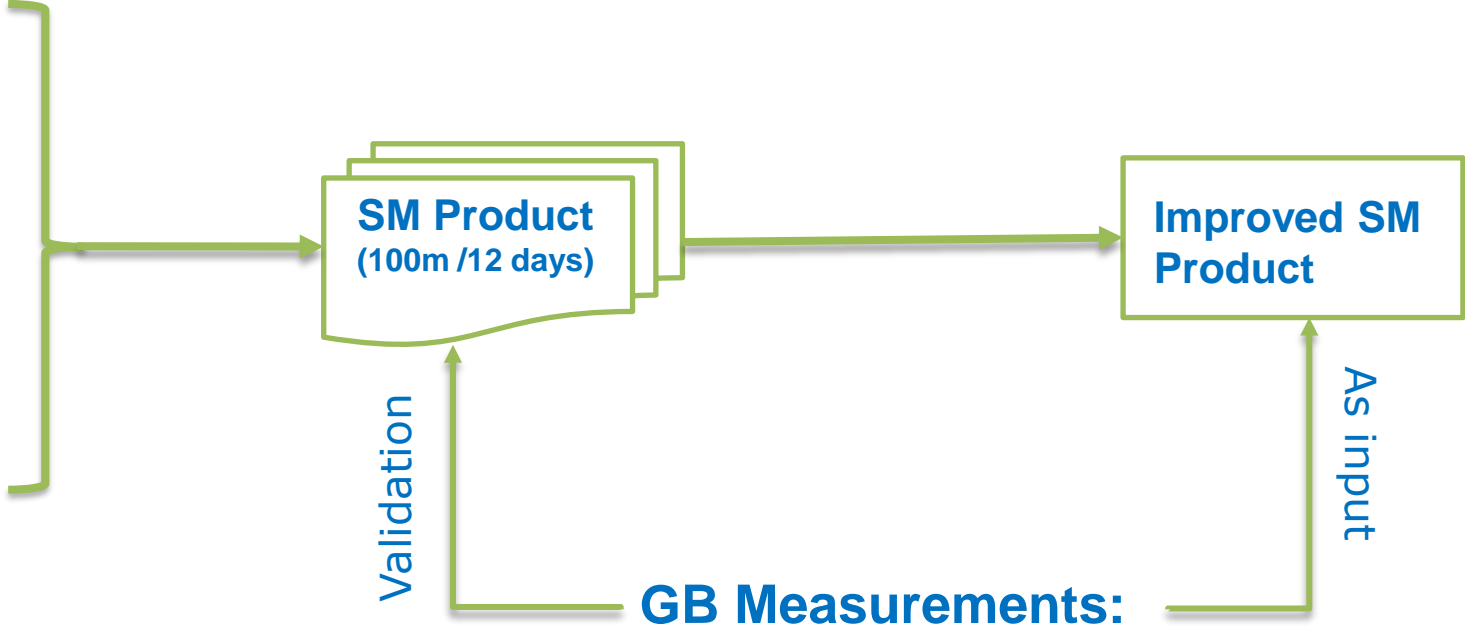 SM Product
(100m /12 days)
Improved SM
Product
Validation
As input
GB Measurements: